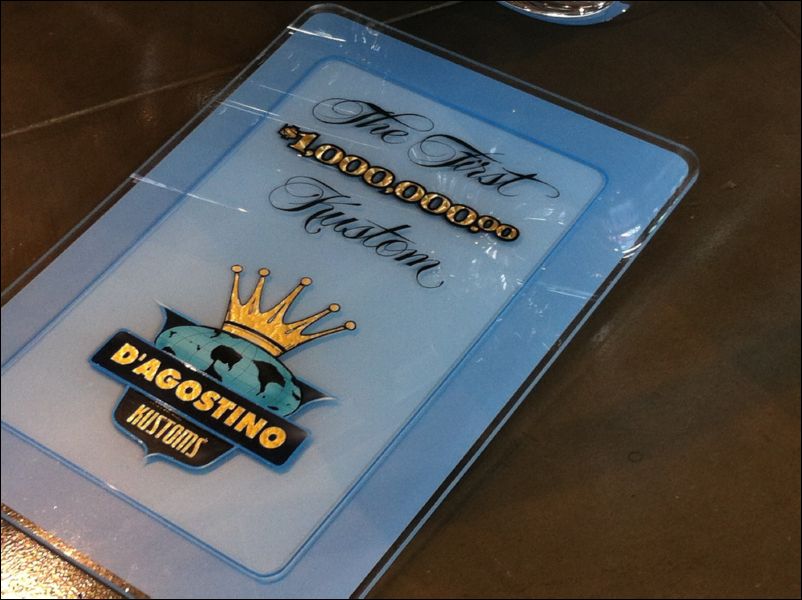 The First
$1,000,000.00
Kustom
D'AGOSTINO
KUSTOMS